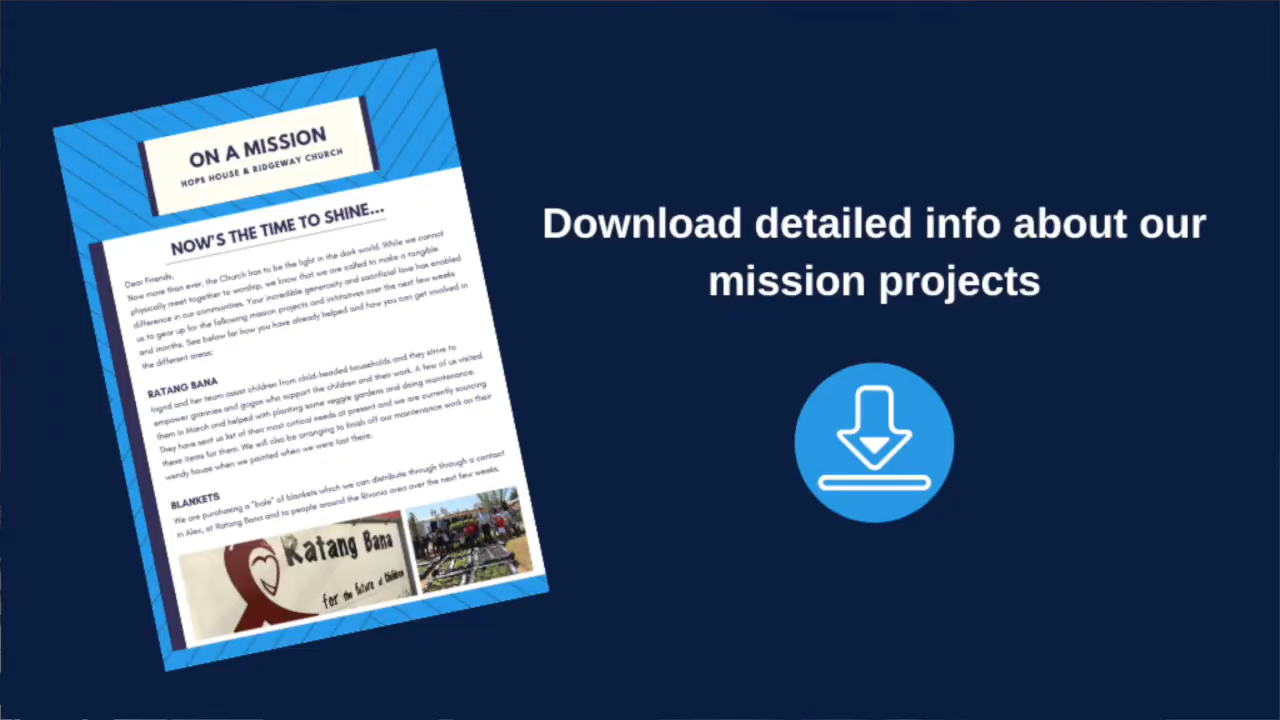 ON A MISSION
HOPE HOUSE & RIDGEWAY CHURCH
NOW'S THE TIME TO SHINE...
Dear Friends,
Now more than ever, the Church has to be the light in the dark world. While we cannot
physically meet together to worship, we know that we are called to make a tangible
difference in our communities. Your incredible generosity and sacrificial love has enabled
us to gear up for the following mission projects and intitatives over the next few weeks
and months. See below for how you have already helped and how you can get involved in
the different areas:
RATANG BANA
Ingrid and her team assist children from child-headed households and they strive to
empower grannies and gogos who support the children and their work. A few of us visited
them in March and helped with planting some veggie gardens and doing maintenance.
They have sent us list of their most critical needs at present and we are currently sourcing
these items for them. We will also be arranging to finish off our maintenance work on their
wendy house when we painted when we were last there.
BLANKETS
We are purchasing a "bale" of blankets which we can distribute through through a contact
in Alex, at Ratang Bana and to people around the Rivonia area over the next few weeks.
Ratang Bana
for the future of Children
Download detailed info about our
mission projects